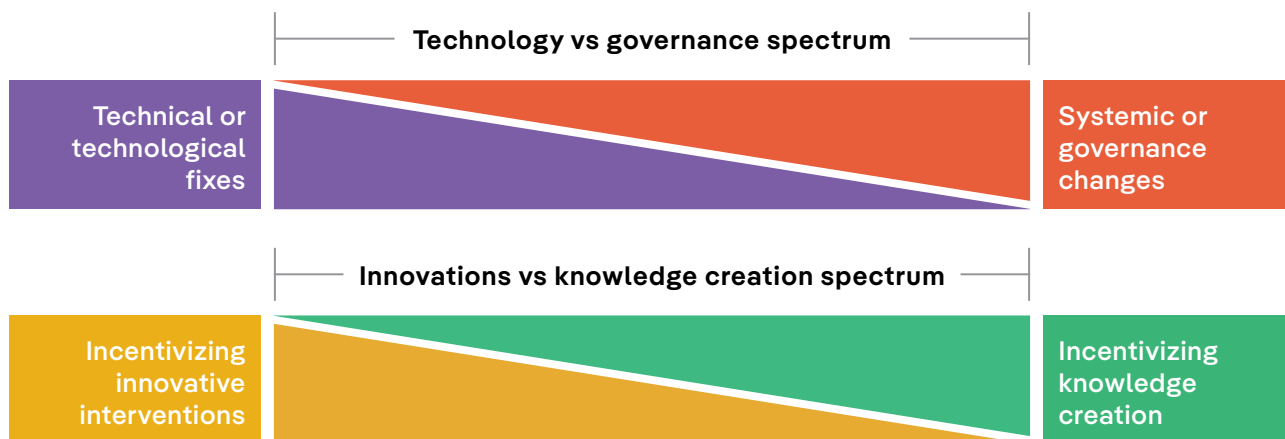 Technology vs governance spectrum
Technical or
technological
fixes
Systemic or
governance
changes
Innovations vs knowledge creation spectrum
Incentivizing
innovative
interventions
Incentivizing
knowledge
creation